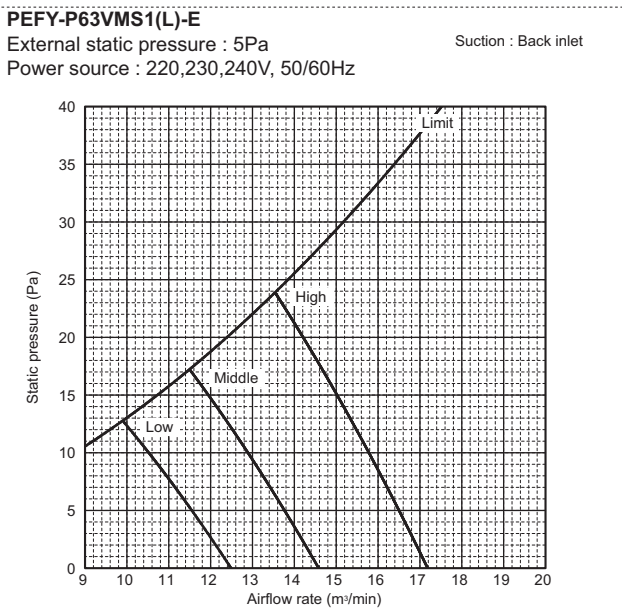 PEFY-P63VMS1(L)-E
External static pressure : 5Pa
Suction : Back inlet
Power source : 220,230,240V, 50/60Hz
40
Limit
35
30
25
High
20
Static pressure (Pa)
15
Middle
Low
10
5
0
9 10 11 12 13 14 15 16 17 18 19 20
Airflow rate (m³/min)